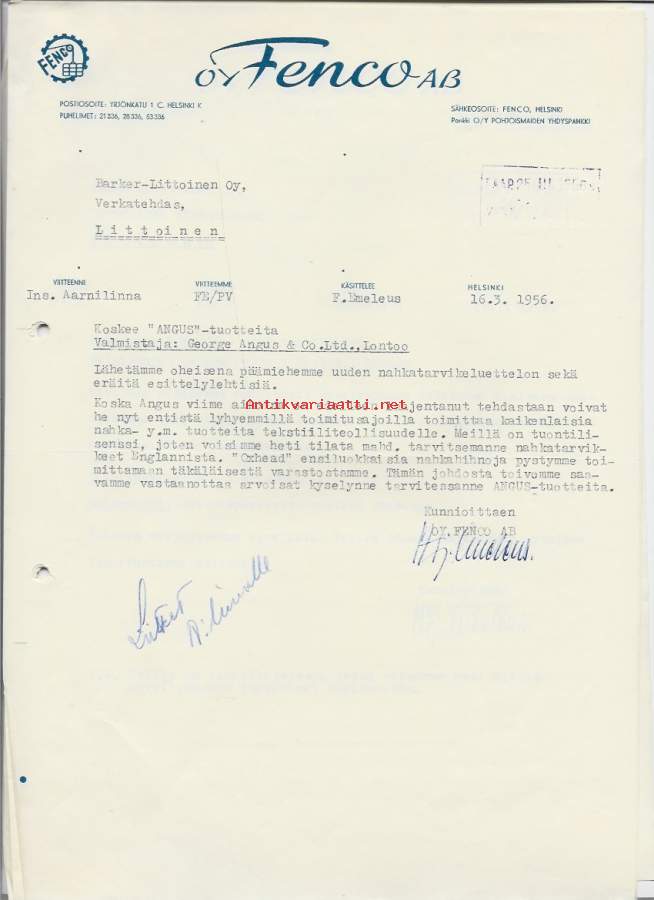 FENCO
OY Fenco AB
POSTIOSOITE: YRJÖNKATU 1 C. HELSINKI K
PUHELIMET: 21 336, 28 336, 63 336
SÄHKEOSOITE: FENCO, HELSINKI
Pankki O/Y POHJOISMAIDEN YHDYSPANKKI
Barker-Littoinen Oy,
Verkatehdas,
Littoinen
VIITTEENNE VIITTEEMME KÄSITTELEE HELSINKI
Ins. Aarnilinna FE/PV F.Emeleus 16.3. 1956.
Koskee "ANGUS"-tuotteita
Valmistaja: George Angus & Co.Ltd., Lontoo
Lähetämme oheisena päämiehemme uuden nahkatarvikeluettelon sekä
eräitä esittelylehtisiä.
Antikvariaatti.net
Koska Angus viime tehdastaan voivat
he nyt entistä lyhyemmillä toimitusajoilla toimittaa kaikenlaisia
nahka- y.m. tuotteita tekstiiliteollisuudelle. Meillä on tuontili-
senssi, joten voisimme heti tilata mahd. tarvitsemanne nahkatarvik-
keet Englannista. "Oxhead" ensiluokkaisia nahkahihnoja pystymme toi-
mittamaan täkäläisestä varastostamme. Tämän johdosta toivomme saa-
vamme vastaanottaa arvoisat kyselynne tarvitessanne ANGUS-tuotteita.
Kunnioittaen
OY FENCO AB